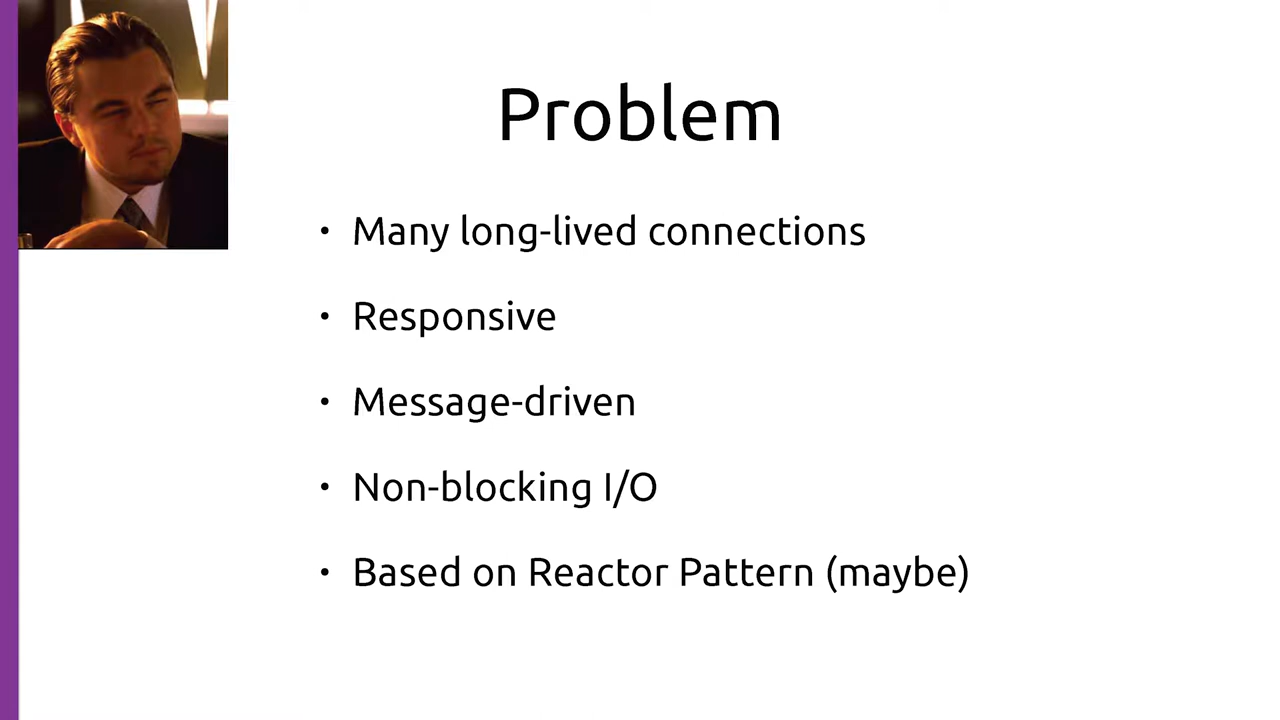 Problem
• Many long-lived connections
• Responsive
• Message-driven
• Non-blocking I/O
• Based on Reactor Pattern (maybe)